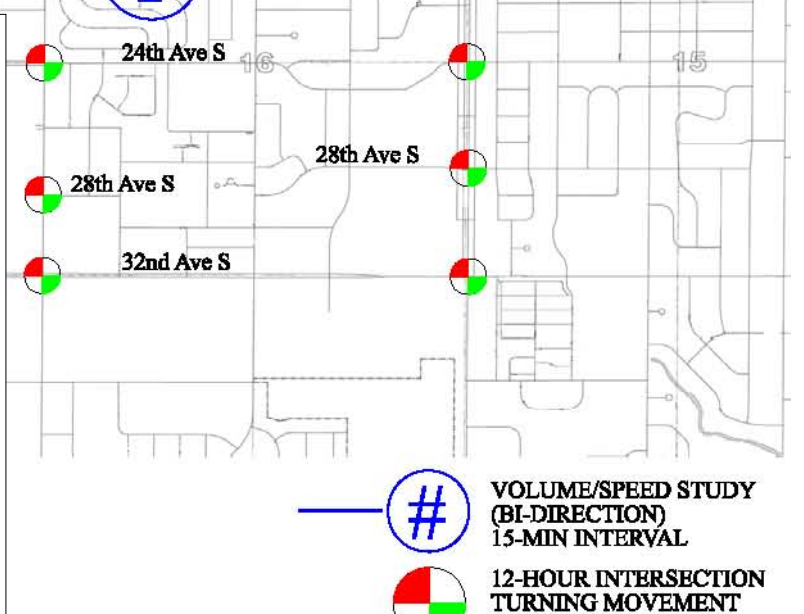 24th Ave S
16
15
28th Ave S
28th Ave S
32nd Ave S
#
VOLUME/SPEED STUDY
(BI-DIRECTION)
15-MIN INTERVAL
12-HOUR INTERSECTION
TURNING MOVEMENT